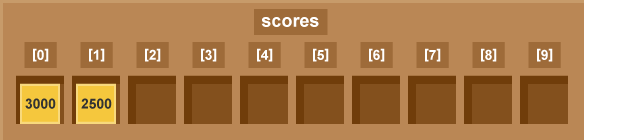 scores
[0] [1] [2] [3] [4] [5] [6] [7] [8] [9]
3000 2500